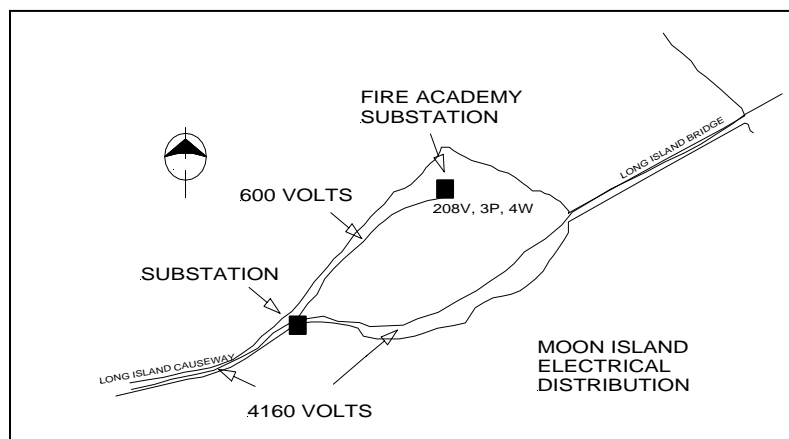 FIRE ACADEMY
SUBSTATION
LONG ISLAND BRIDGE
600 VOLTS
208V, 3P, 4W
SUBSTATION
LONG ISLAND CAUSEWAY
MOON ISLAND
ELECTRICAL
DISTRIBUTION
4160 VOLTS